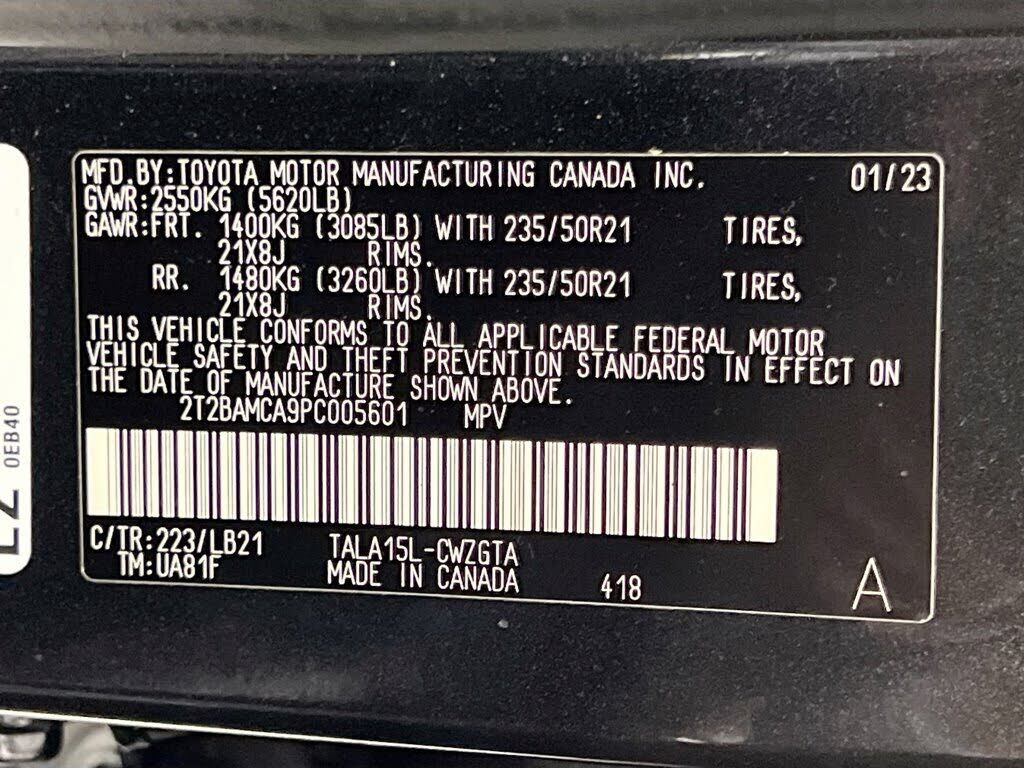 MFD.BY:TOYOTA MOTOR MANUFACTURING CANADA INC. 01/23
GVWR:2550KG (5620LB)
GAWR:FRT. 1400KG (3085LB) WITH 235/50R21 TIRES,
21X8J RIMS.
RR. 1480KG (3260LB) WITH 235/50R21 TIRES,
21X8J RIMS.
THIS VEHICLE CONFORMS TO ALL APPLICABLE FEDERAL MOTOR
VEHICLE SAFETY AND THEFT PREVENTION STANDARDS IN EFFECT ON
THE DATE OF MANUFACTURE SHOWN ABOVE.
2T2BAMCA9PC005601 MPV
C/TR:223/LB21 TALA15L-CWZGTA
TM:UA81F MADE IN CANADA 418 A
0EB40